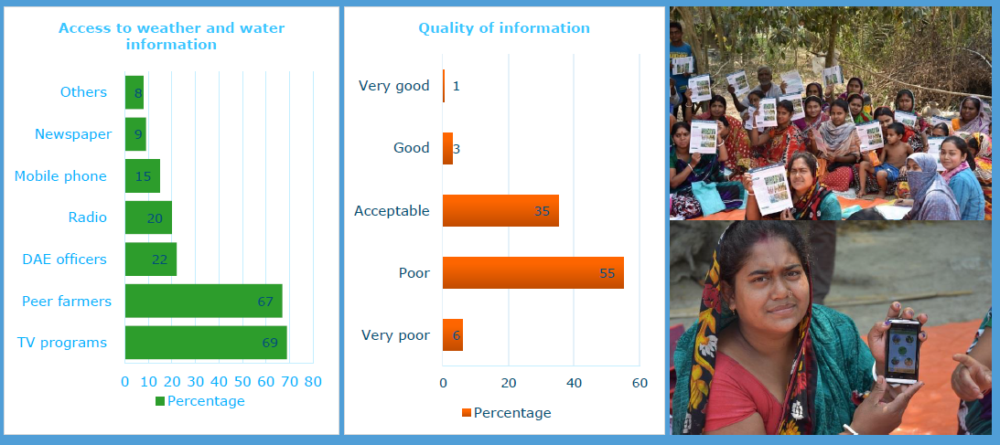 Access to weather and water
information
Others 8
Newspaper 9
Mobile phone 15
Radio 20
DAE officers 22
Peer farmers 67
TV programs 69
0 10 20 30 40 50 60 70 80
Percentage
Quality of information
Very good 1
Good 3
Acceptable 35
Poor 55
Very poor 6
0 20 40 60
Percentage